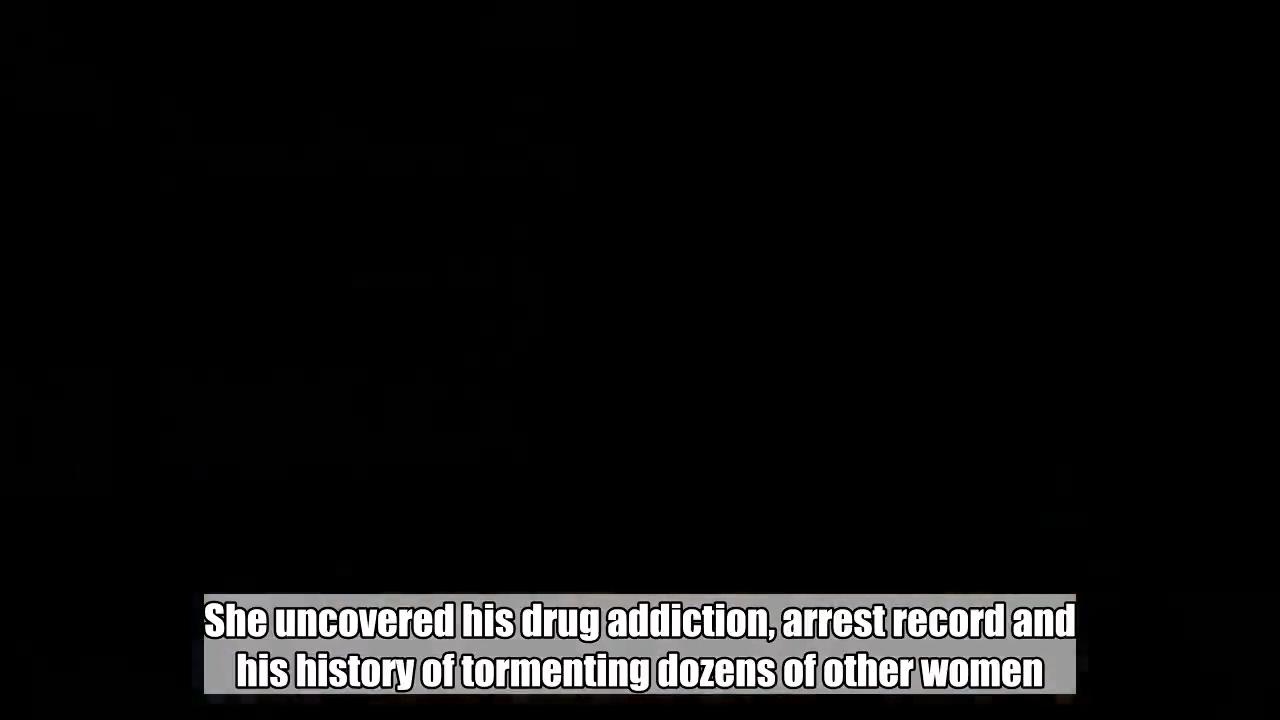 She uncovered his drug addiction, arrest record and
his history of tormenting dozens of other women